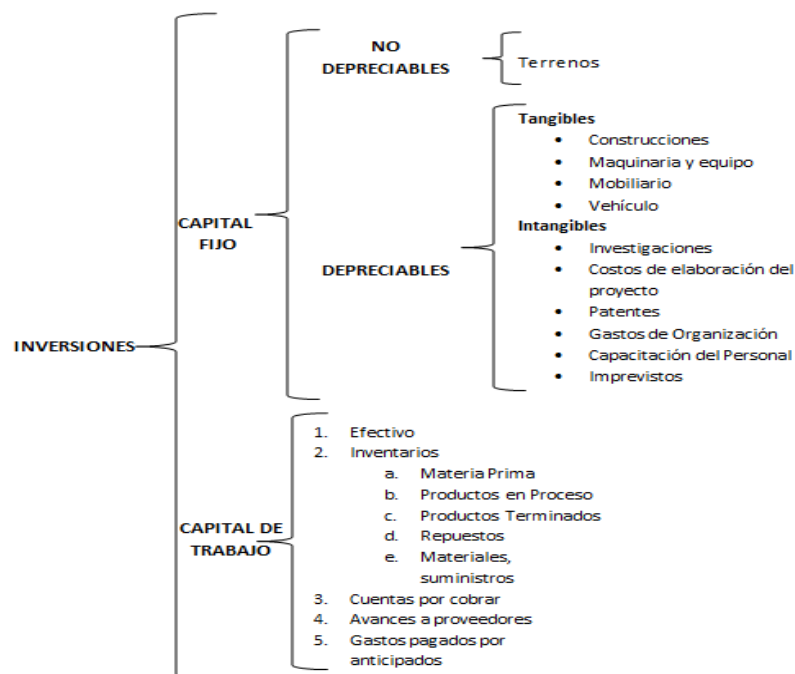 INVERSIONES
CAPITAL
FIJO
NO
DEPRECIABLES
Terrenos
DEPRECIABLES
Tangibles
• Construcciones
• Maquinaria y equipo
• Mobiliario
• Vehículo
Intangibles
• Investigaciones
• Costos de elaboración del
proyecto
• Patentes
• Gastos de Organización
• Capacitación del Personal
• Imprevistos
CAPITAL DE
TRABAJO
1. Efectivo
2. Inventarios
a. Materia Prima
b. Productos en Proceso
c. Productos Terminados
d. Repuestos
e. Materiales,
suministros
3. Cuentas por cobrar
4. Avances a proveedores
5. Gastos pagados por
anticipados